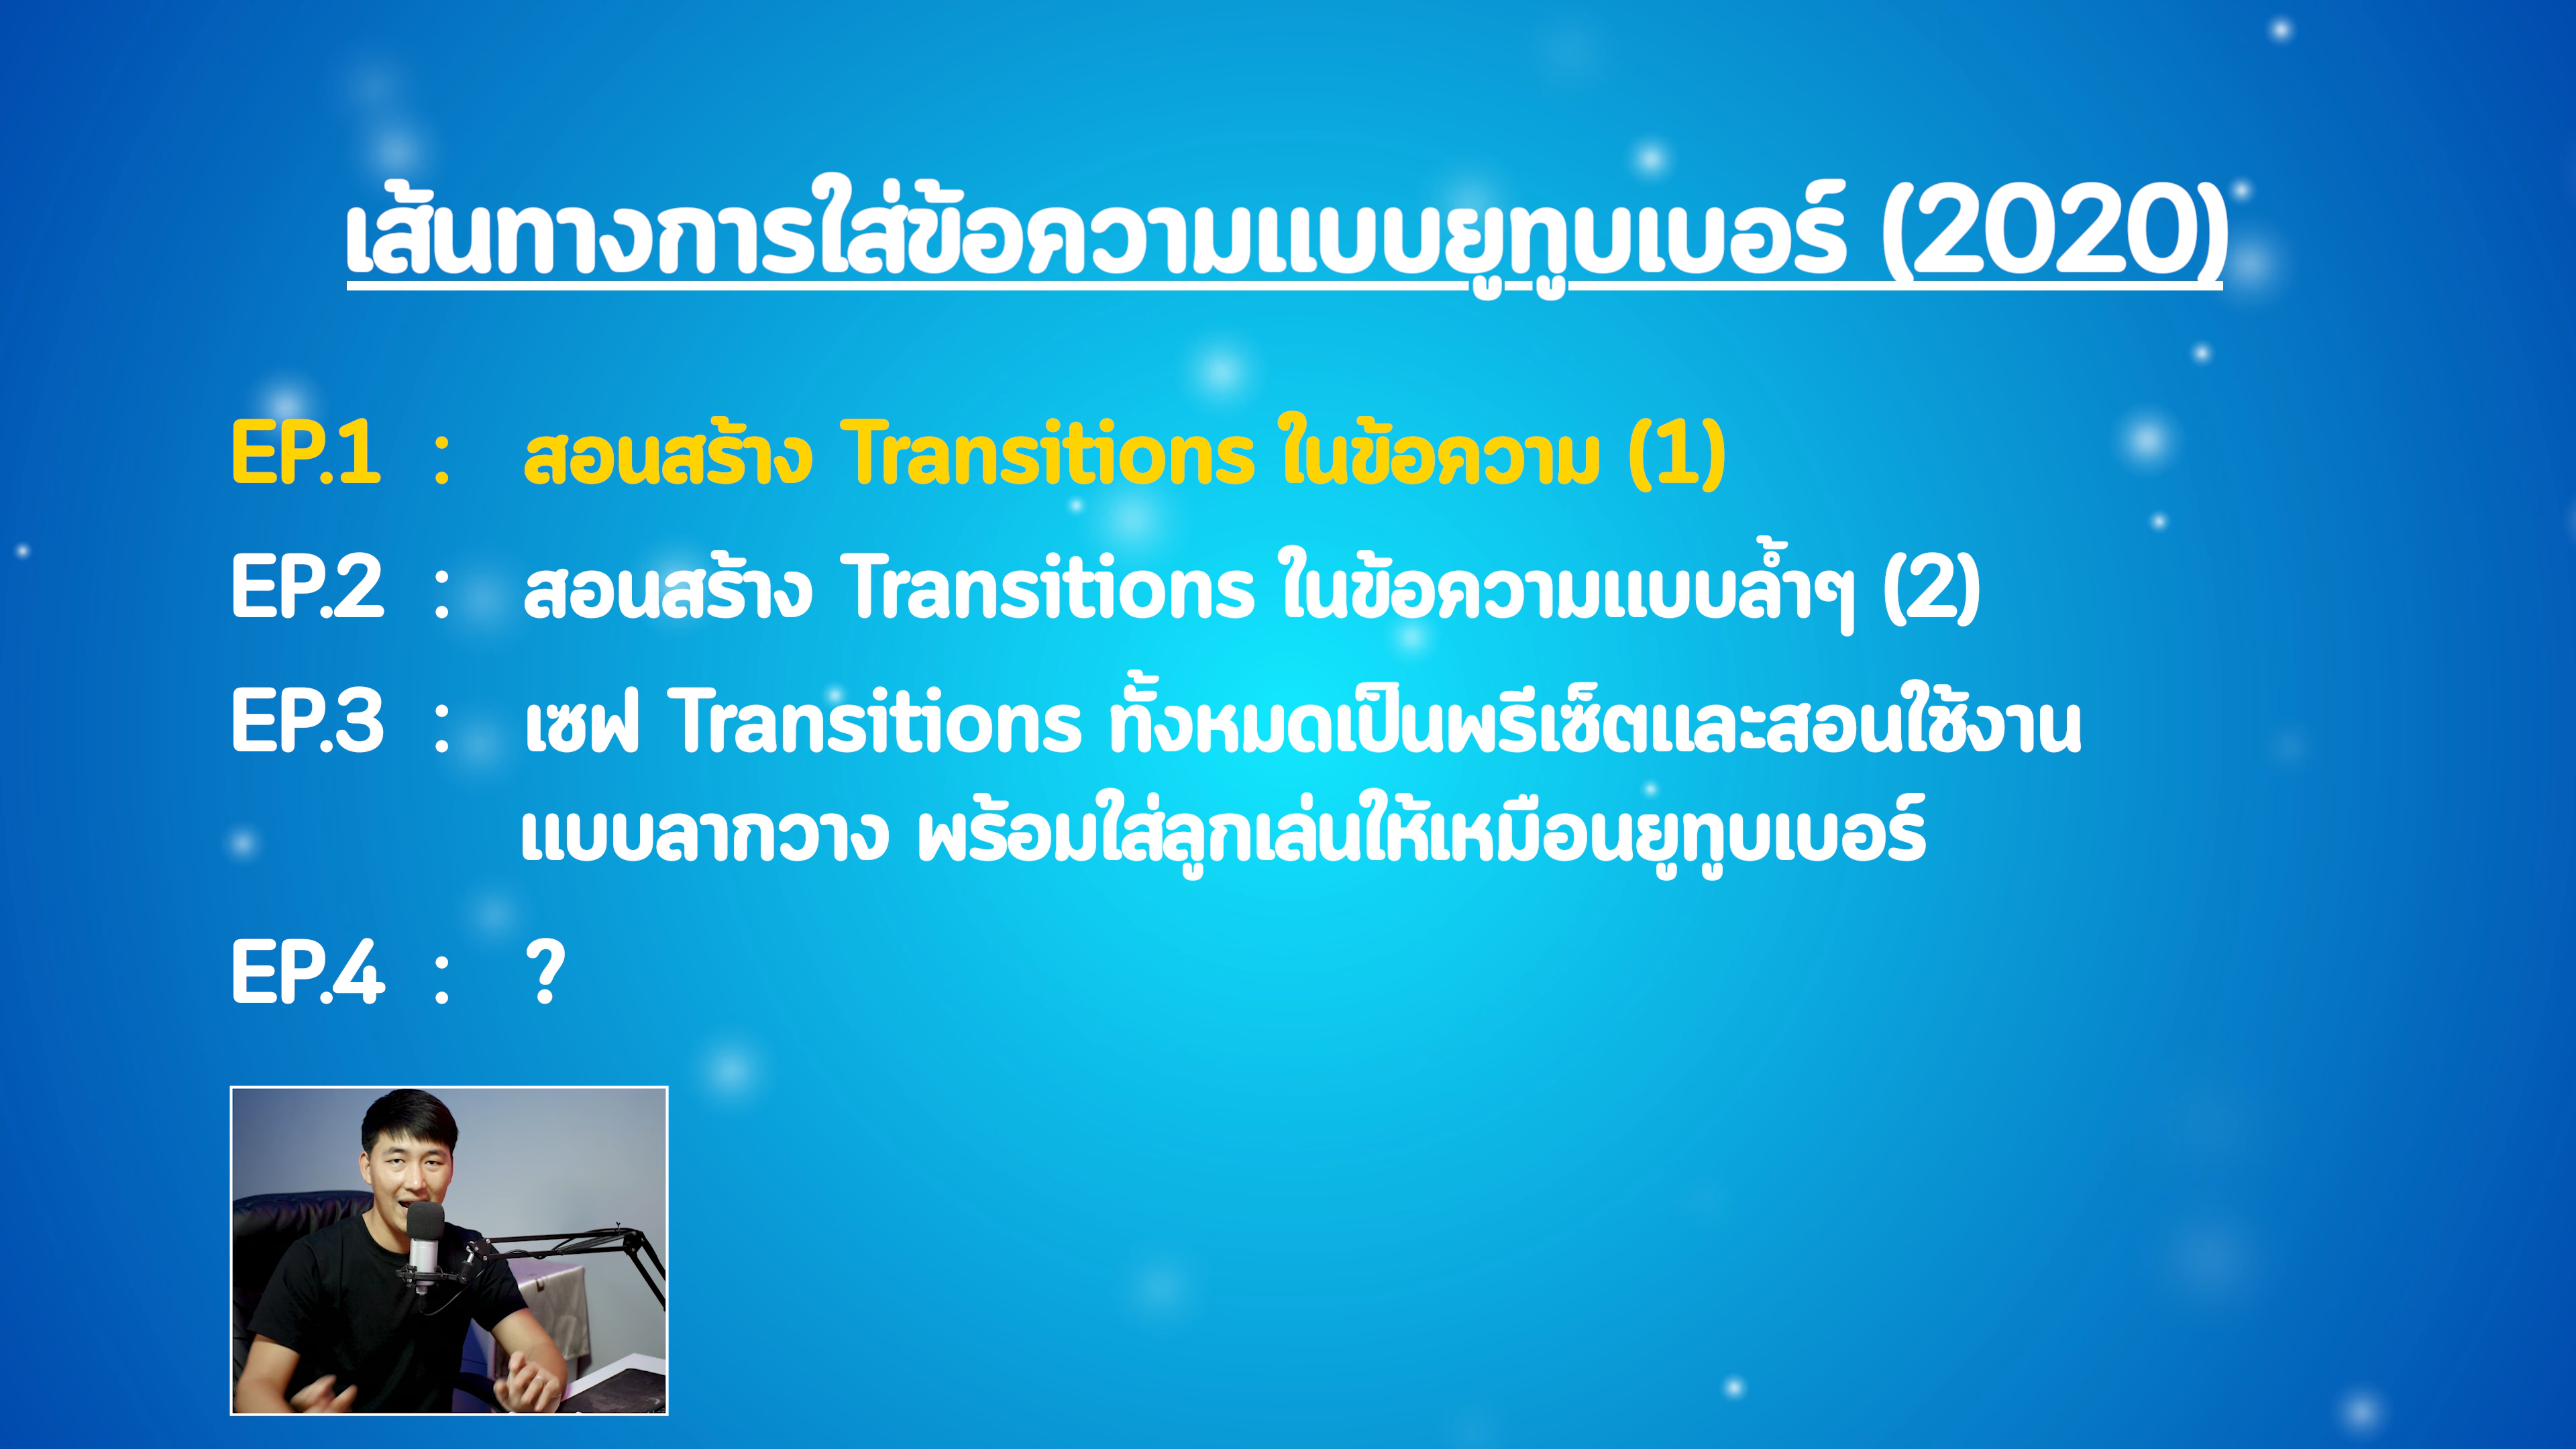 เส้นทางการใส่ข้อความแบบยูทูบเบอร์ (2020)
EP.1 : สอนสร้าง Transitions ในข้อความ (1)
EP.2 : สอนสร้าง Transitions ในข้อความแบบล้ำๆ (2)
EP.3 : เซฟ Transitions ทั้งหมดเป็นพรีเซ็ตและสอนใช้งาน
แบบลากวาง พร้อมใส่ลูกเล่นให้เหมือนยูทูบเบอร์
EP.4 : ?